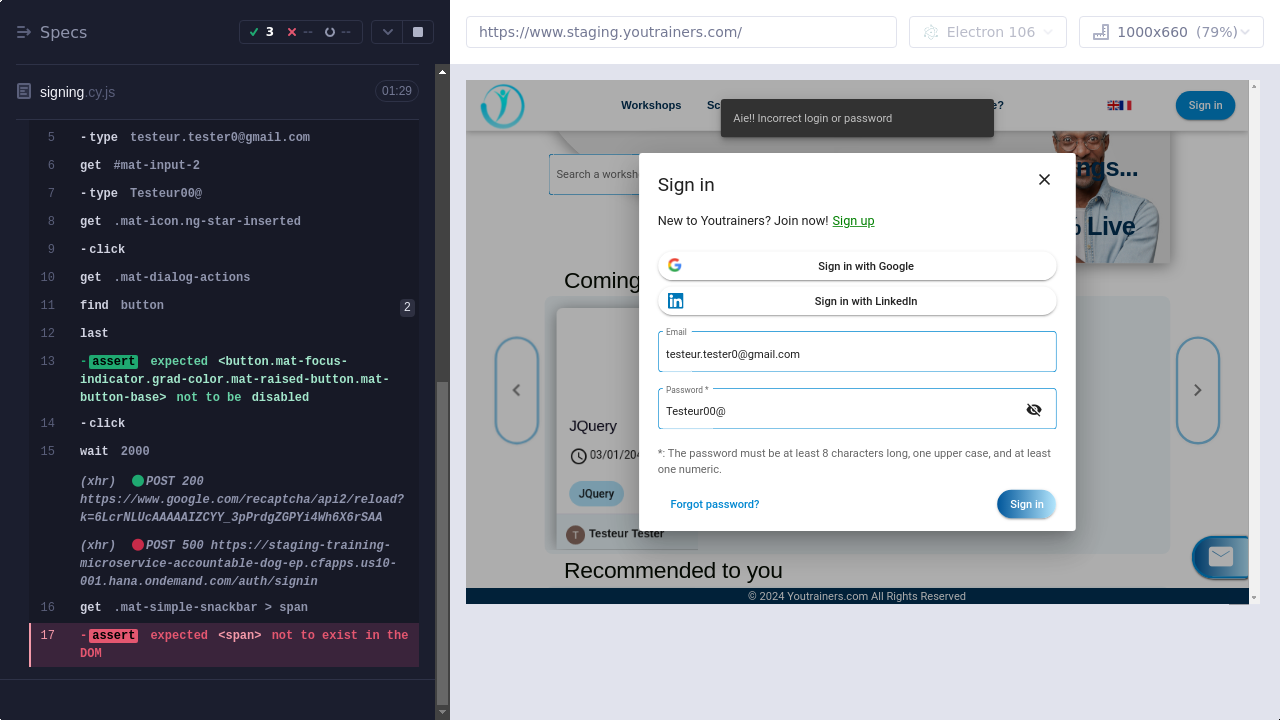 Specs
3
--
--
https://www.staging.youtrainers.com/
Electron 106
1000x660 (79%)
signing.cy.js
01:29
5 -type testeur.tester0@gmail.com
6 get #mat-input-2
7 -type Testeur00@
8 get .mat-icon.ng-star-inserted
9 -click
10 get .mat-dialog-actions
11 find button 2
12 last
13 -assert expected <button.mat-focus-
indicator.grad-color.mat-raised-button.mat-
button-base> not to be disabled
14 -click
15 wait 2000
(xhr) POST 200
https://www.google.com/recaptcha/api2/reload?
k=6LcrNLUcAAAAAIZCYY_3pPrdgZGPYi4Wh6X6rSAA
(xhr) POST 500 https://staging-training-
microservice-accountable-dog-ep.cfapps.us10-
001.hana.ondemand.com/auth/signin
16 get .mat-simple-snackbar > span
17 -assert expected <span> not to exist in the
DOM
Workshops
Sc
e?
Sign in
Aie!! Incorrect login or password
Search a worksh
ngs...
% Live
Coming
JQuery
03/01/204
JQuery
T
Testeur Tester
Recommended to you
Sign in
New to Youtrainers? Join now! Sign up
Sign in with Google
Sign in with LinkedIn
Email
testeur.tester0@gmail.com
Password *
Testeur00@
*: The password must be at least 8 characters long, one upper case, and at least
one numeric.
Forgot password?
Sign in
© 2024 Youtrainers.com All Rights Reserved